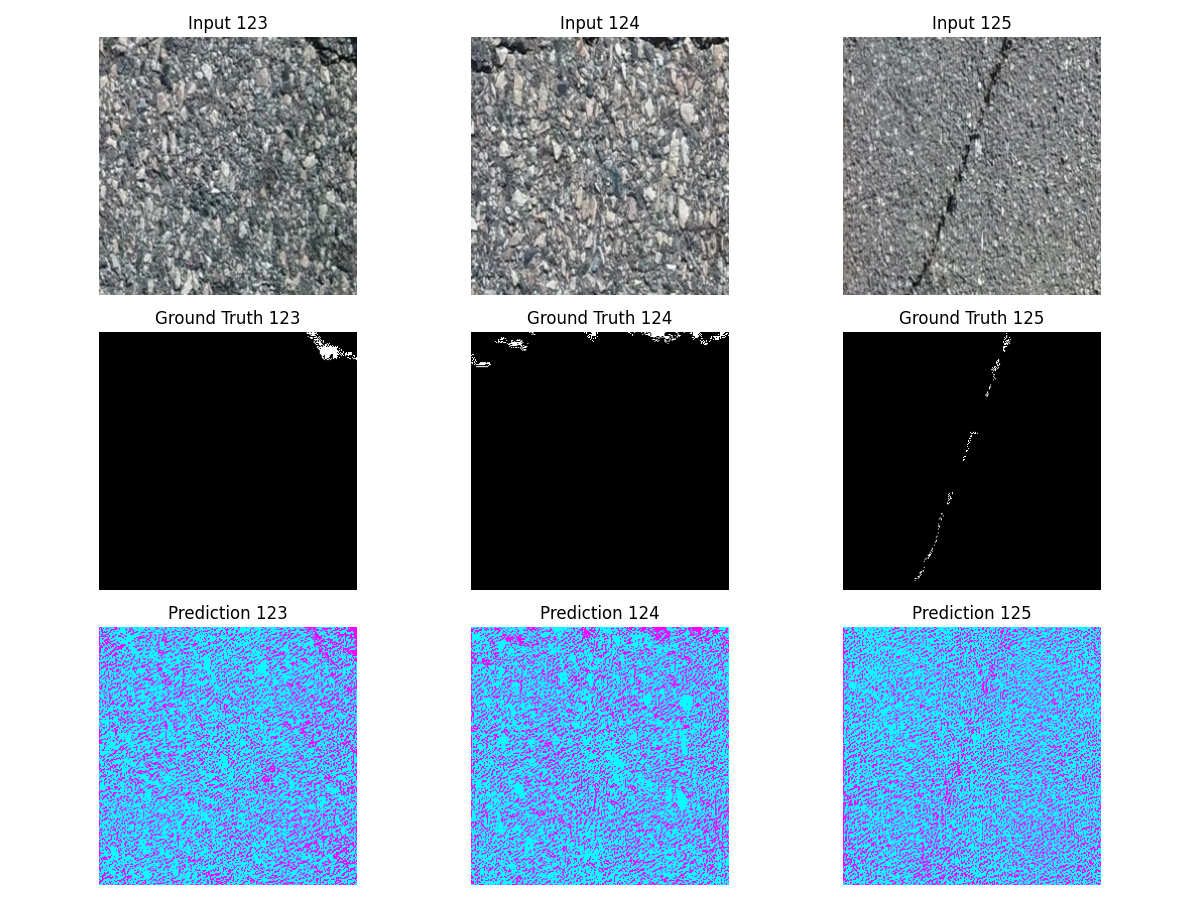 Input 123
Input 124
Input 125
Ground Truth 123
Ground Truth 124
Ground Truth 125
Prediction 123
Prediction 124
Prediction 125